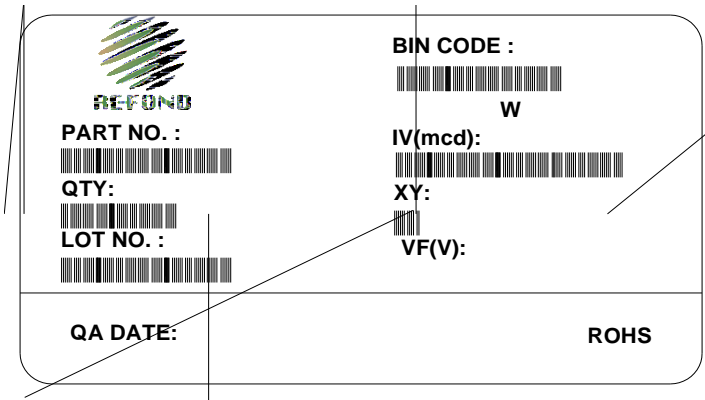 REFOND
PART NO. :
QTY:
LOT NO. :
BIN CODE :
W
IV(mcd):
XY:
VF(V):
QA DATE:
ROHS